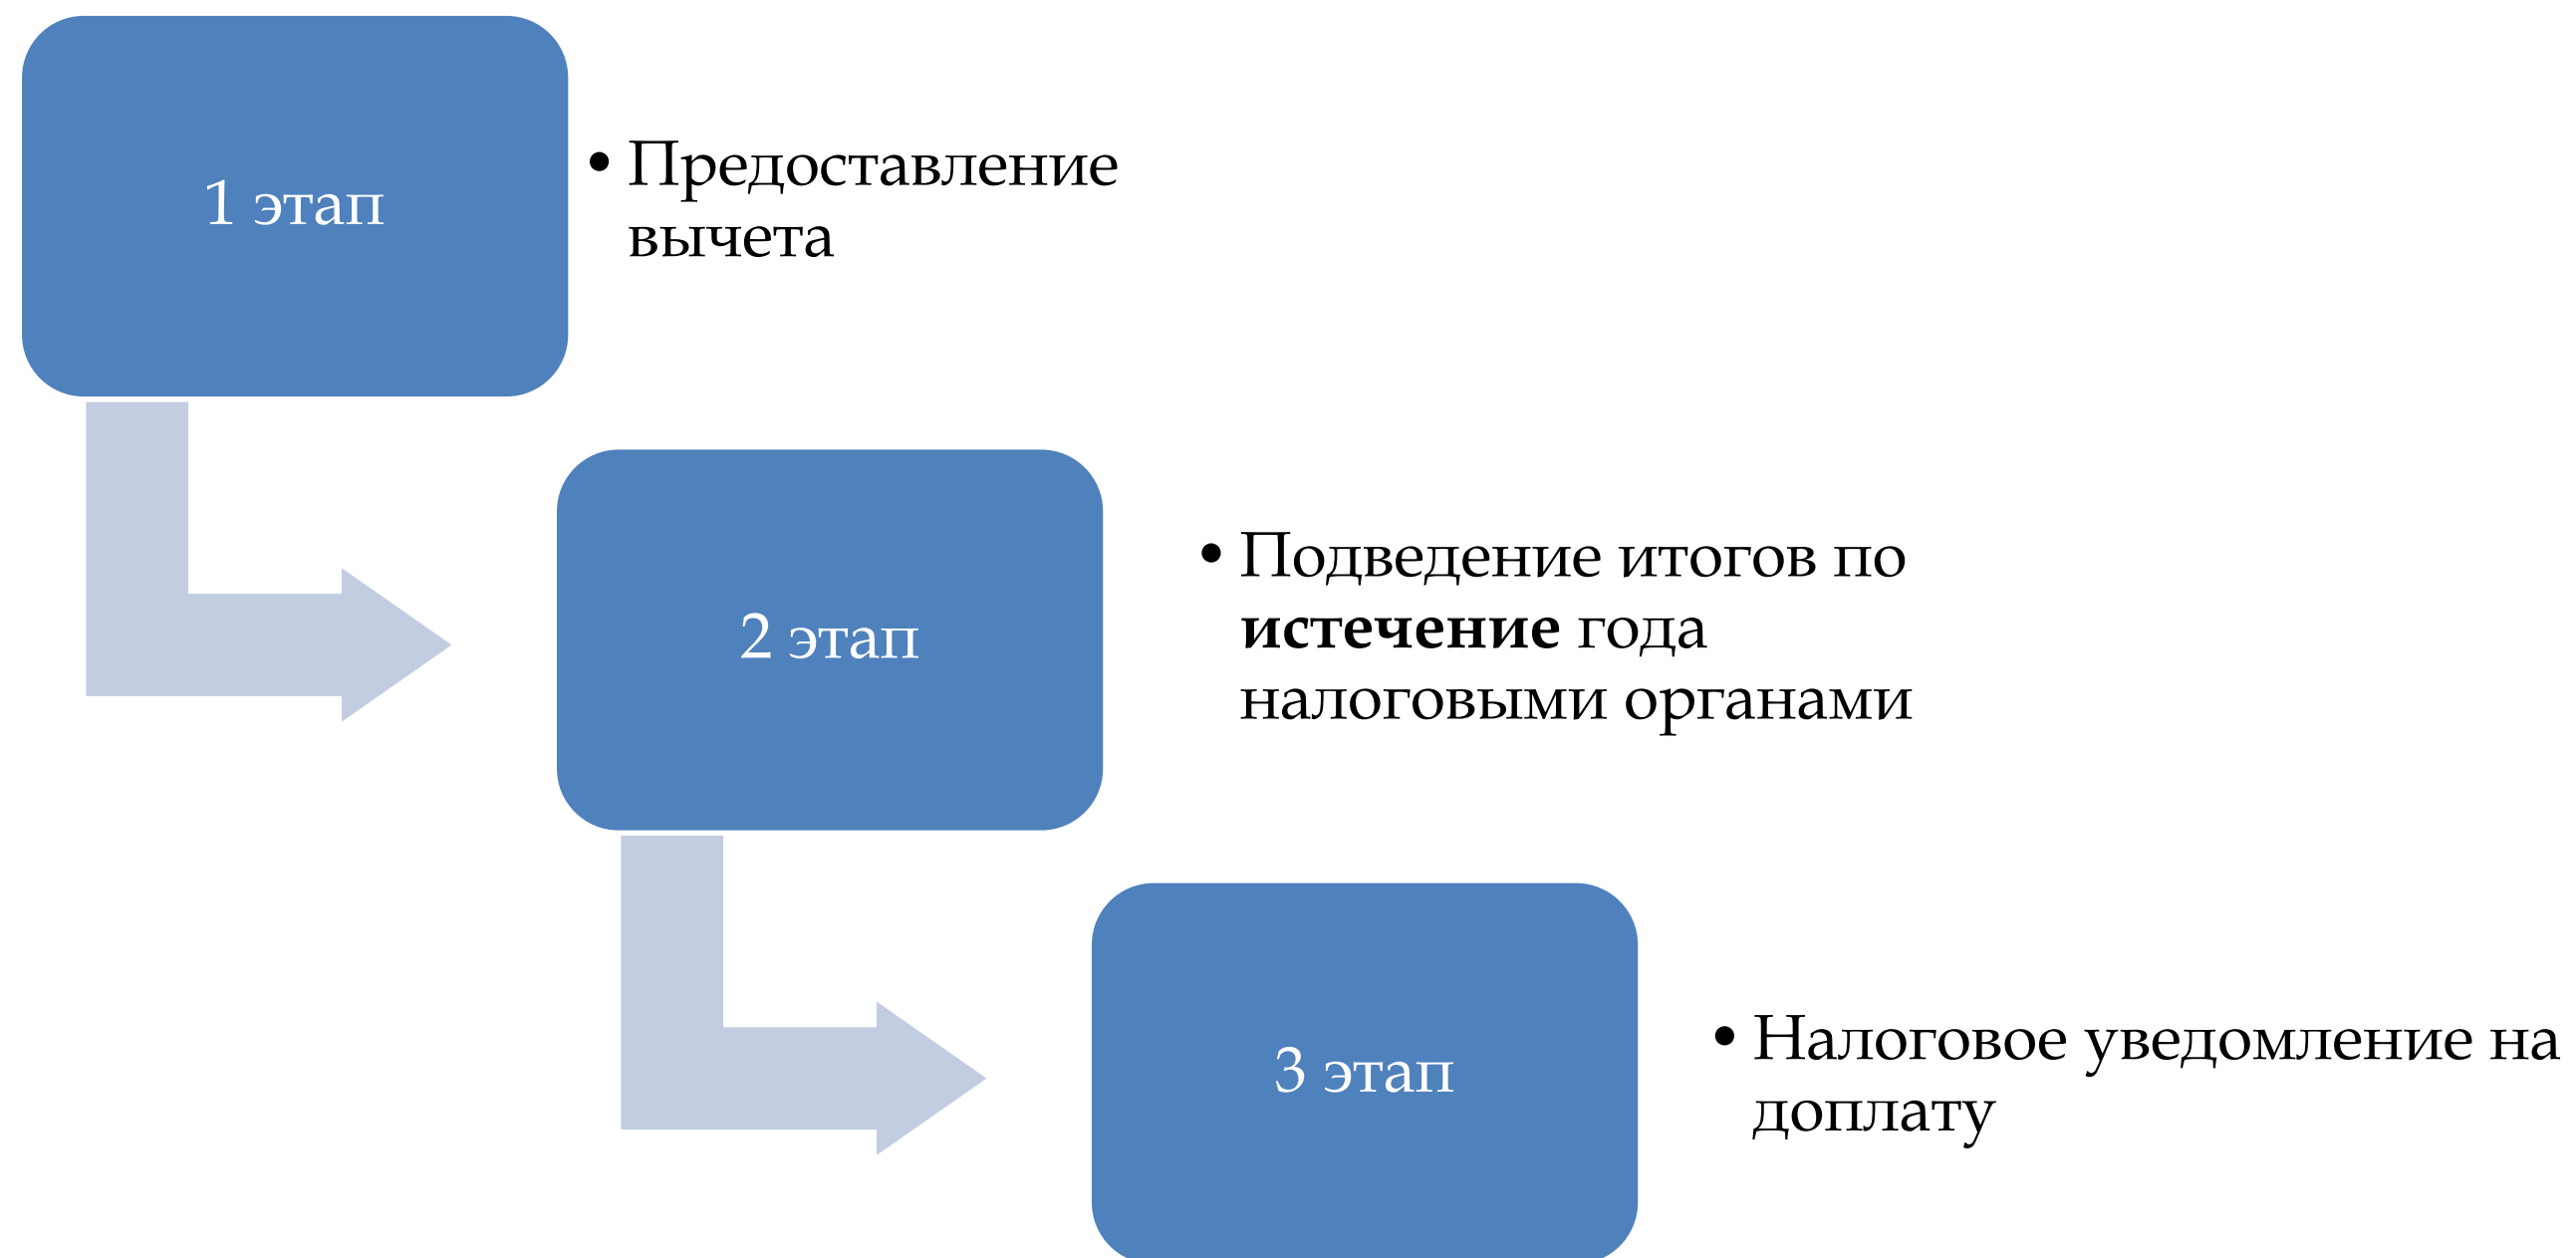 1 этап
• Предоставление
вычета
2 этап
• Подведение итогов по
истечение года
налоговыми органами
3 этап
• Налоговое уведомление на
доплату